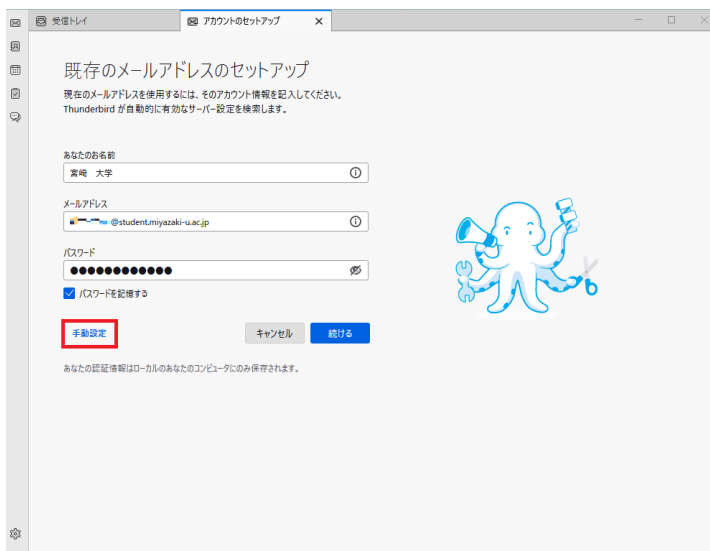 受信トレイ
アカウントのセットアップ
既存のメールアドレスのセットアップ
現在のメールアドレスを使用するには、そのアカウント情報を記入してください。
Thunderbird が自動的に有効なサーバー設定を検索します。
あなたのお名前
宮崎 大学
メールアドレス
@student.miyazaki-u.ac.jp
パスワード
パスワードを記憶する
手動設定
キャンセル
続ける
あなたの認証情報はローカルのあなたのコンピュータにのみ保存されます。